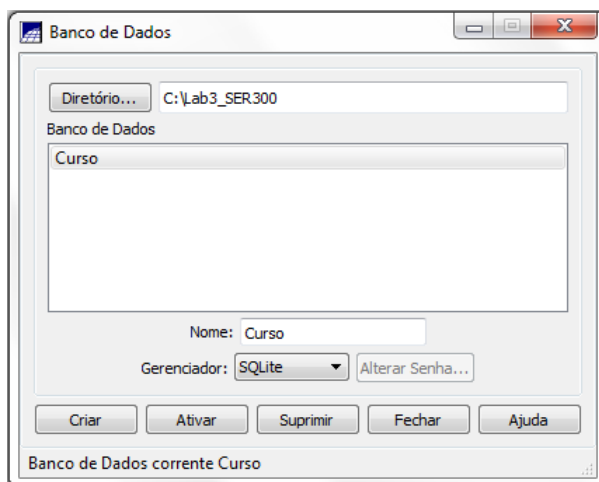 Banco de Dados
Diretório... C:\Lab3_SER300
Banco de Dados
Curso
Nome: Curso
Gerenciador: SQLite Alterar Senha...
Criar Ativar Suprimir Fechar Ajuda
Banco de Dados corrente Curso